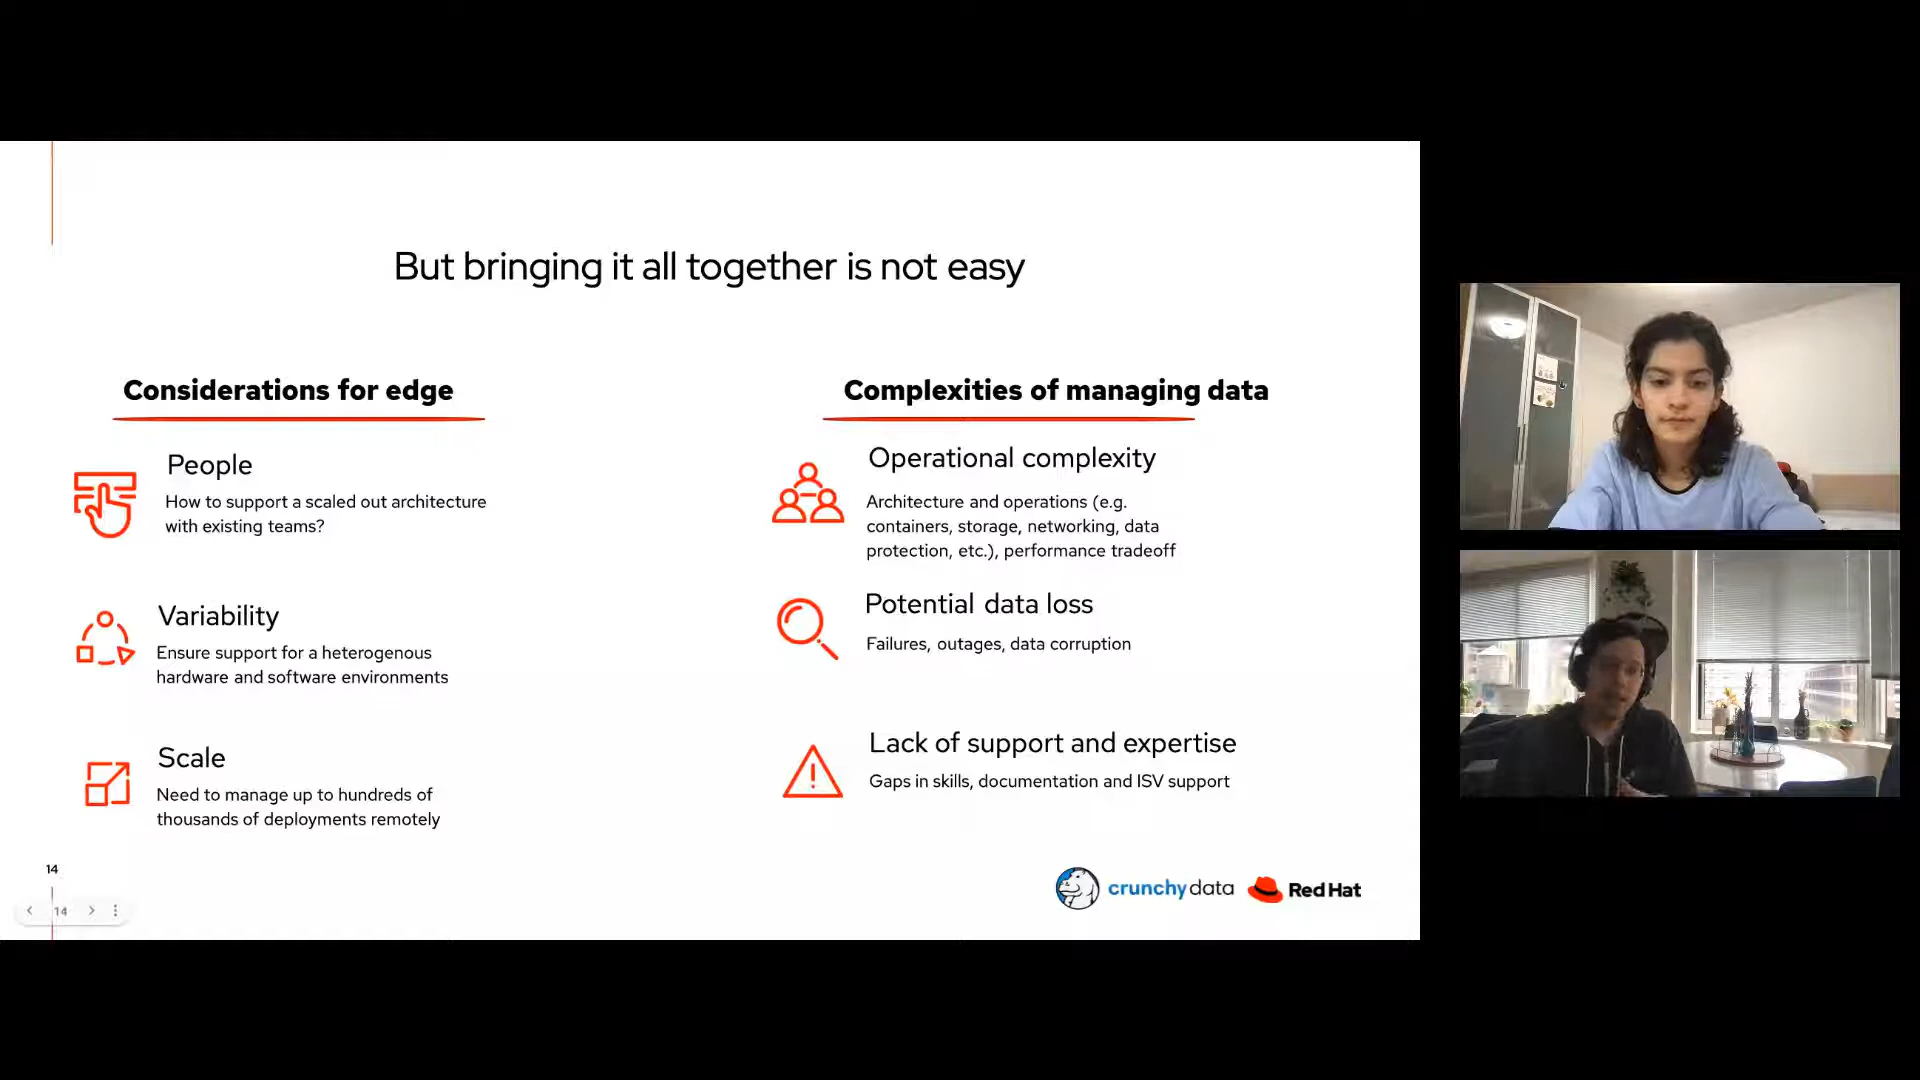 But bringing it all together is not easy
Considerations for edge
People
How to support a scaled out architecture
with existing teams?
Variability
Ensure support for a heterogenous
hardware and software environments
Scale
Need to manage up to hundreds of
thousands of deployments remotely
Complexities of managing data
Operational complexity
Architecture and operations (e.g.
containers, storage, networking, data
protection, etc.), performance tradeoff
Potential data loss
Failures, outages, data corruption
Lack of support and expertise
Gaps in skills, documentation and ISV support
14
14
crunchydata
Red Hat